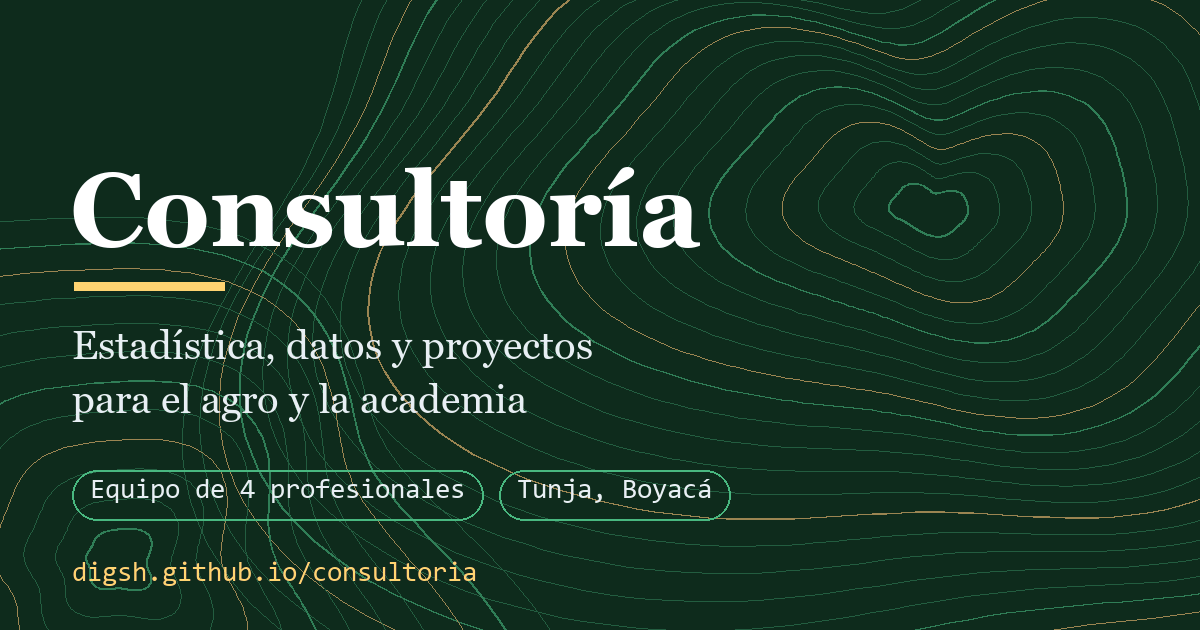 Consultoría
Estadística, datos y proyectos
para el agro y la academia
Equipo de 4 profesionales
Tunja, Boyacá
digsh.github.io/consultoria